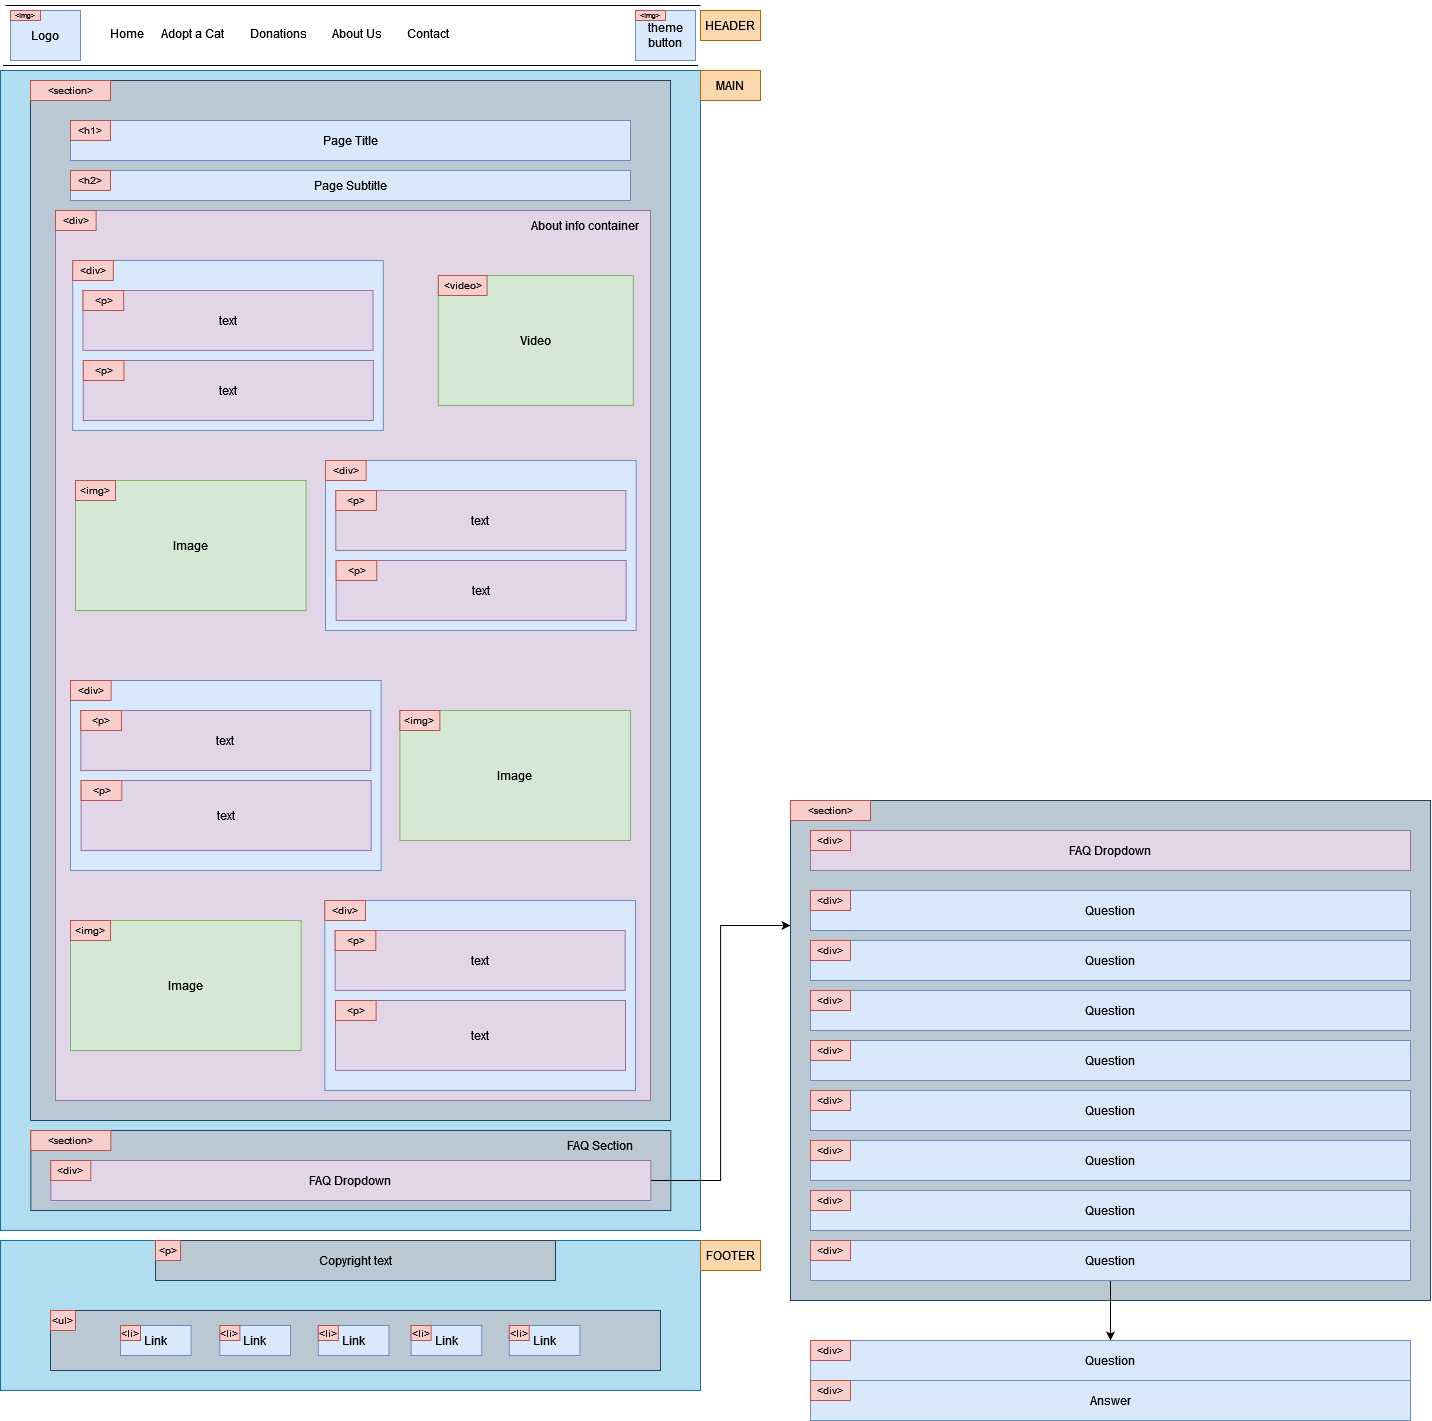 <img>
Logo
Home
Adopt a Cat
Donations
About Us
Contact
<img>
theme
button
HEADER
MAIN
<section>
<h1>
Page Title
<h2>
Page Subtitle
<div>
About info container
<div>
<p>
text
<p>
text
<video>
Video
<img>
Image
<div>
<p>
text
<p>
text
<div>
<p>
text
<p>
text
<img>
Image
<img>
Image
<div>
<p>
text
<p>
text
<section>
FAQ Section
<div>
FAQ Dropdown
<section>
<div>
FAQ Dropdown
<div>
Question
<div>
Question
<div>
Question
<div>
Question
<div>
Question
<div>
Question
<div>
Question
<div>
Question
<div>
Question
<div>
Answer
FOOTER
<p>
Copyright text
<ul>
<li>
Link
<li>
Link
<li>
Link
<li>
Link
<li>
Link